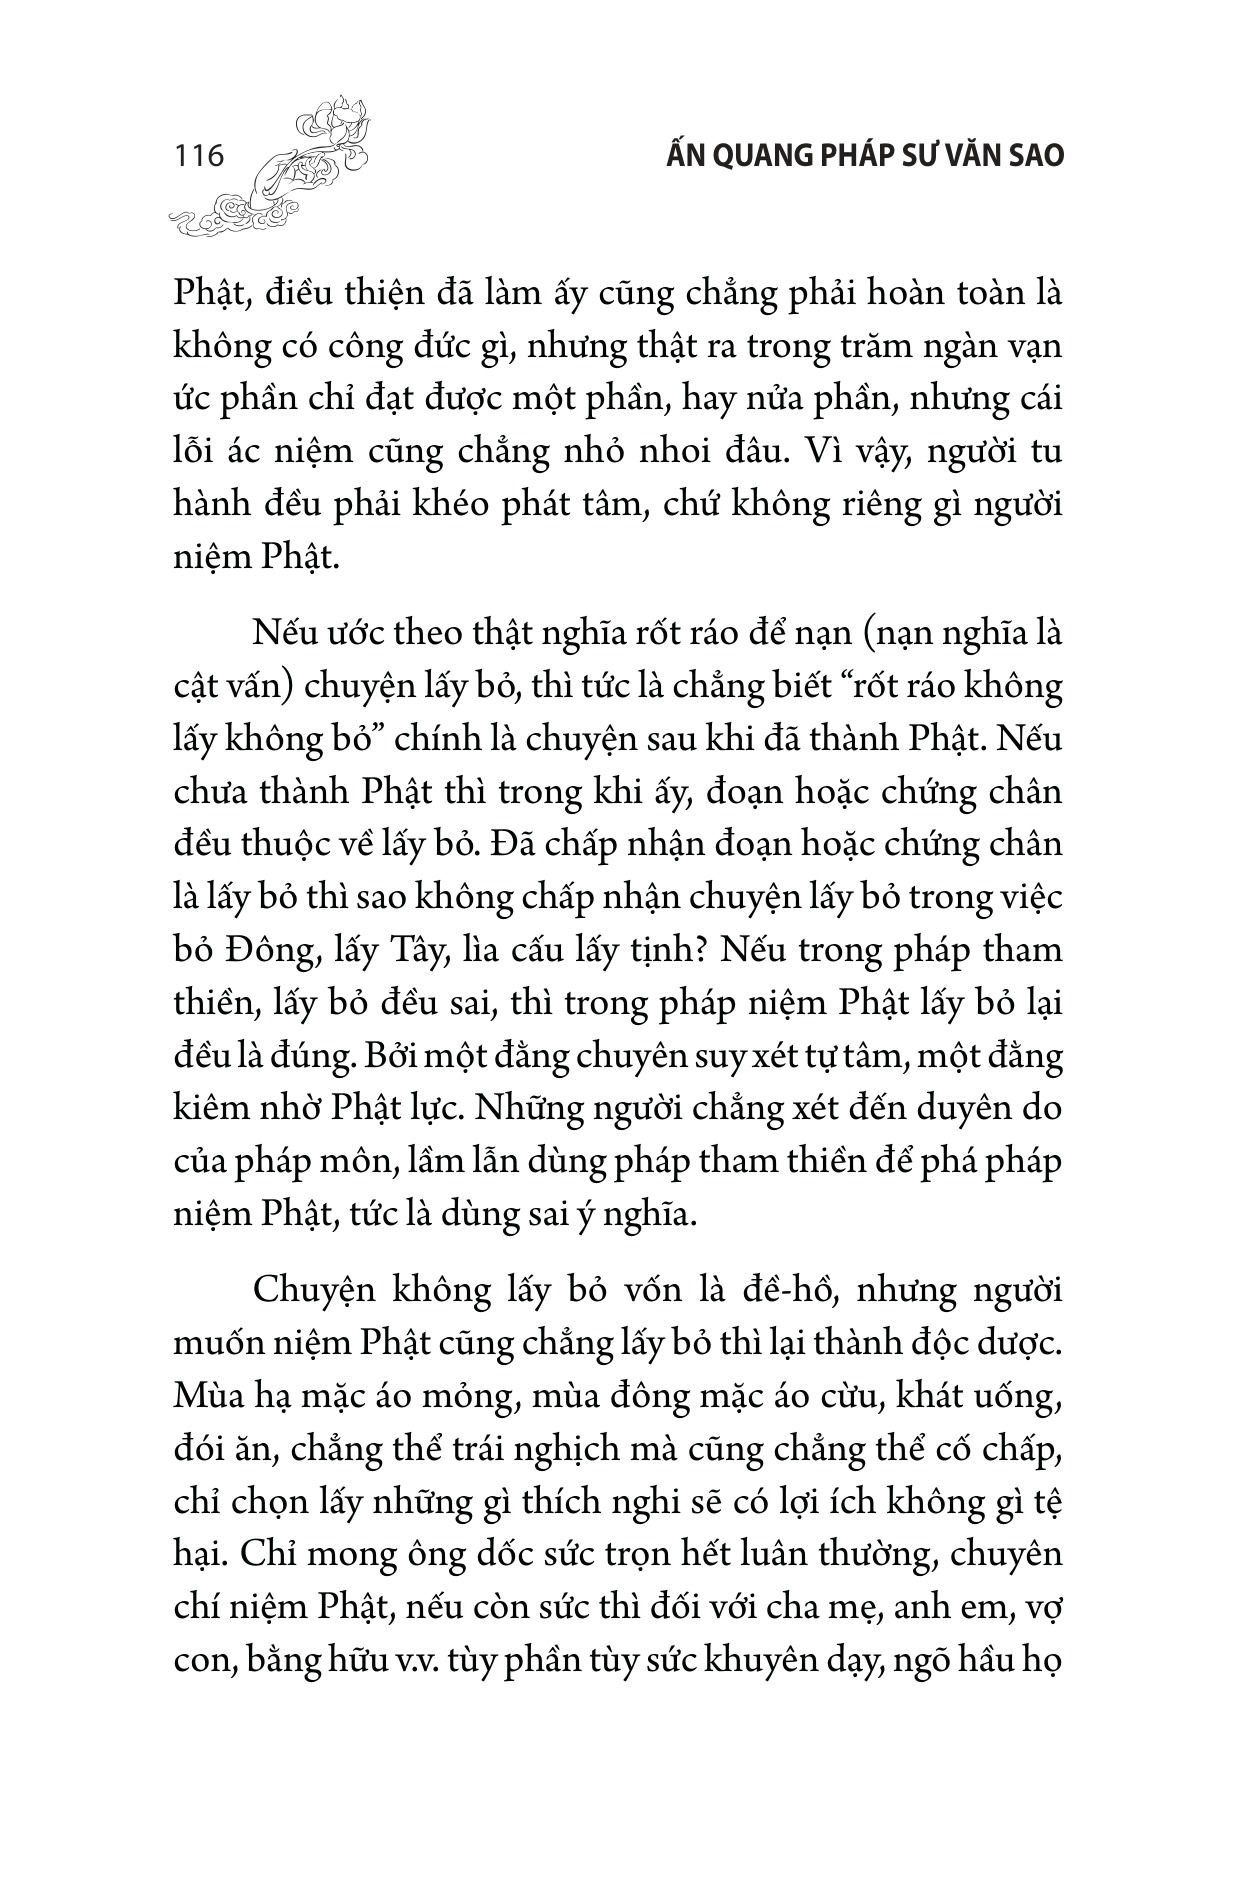 116
ẤN QUANG PHÁP SƯ VĂN SAO
Phật, điều thiện đã làm ấy cũng chẳng phải hoàn toàn là
không có công đức gì, nhưng thật ra trong trăm ngàn vạn
ức phần chỉ đạt được một phần, hay nửa phần, nhưng cái
lỗi ác niệm cũng chẳng nhỏ nhoi đâu. Vì vậy, người tu
hành đều phải khéo phát tâm, chứ không riêng gì người
niệm Phật.
Nếu ước theo thật nghĩa rốt ráo để nạn (nạn nghĩa là
cật vấn) chuyện lấy bỏ, thì tức là chẳng biết “rốt ráo không
lấy không bỏ” chính là chuyện sau khi đã thành Phật. Nếu
chưa thành Phật thì trong khi ấy, đoạn hoặc chứng chân
đều thuộc về lấy bỏ. Đã chấp nhận đoạn hoặc chứng chân
là lấy bỏ thì sao không chấp nhận chuyện lấy bỏ trong việc
bỏ Đông, lấy Tây, lìa cấu lấy tịnh? Nếu trong pháp tham
thiền, lấy bỏ đều sai, thì trong pháp niệm Phật lấy bỏ lại
đều là đúng. Bởi một đằng chuyên suy xét tự tâm, một đằng
kiêm nhờ Phật lực. Những người chẳng xét đến duyên do
của pháp môn, lầm lẫn dùng pháp tham thiền để phá pháp
niệm Phật, tức là dùng sai ý nghĩa.
Chuyện không lấy bỏ vốn là đề-hồ, nhưng người
muốn niệm Phật cũng chẳng lấy bỏ thì lại thành độc dược.
Mùa hạ mặc áo mỏng, mùa đông mặc áo cừu, khát uống,
đói ăn, chẳng thể trái nghịch mà cũng chẳng thể cố chấp,
chỉ chọn lấy những gì thích nghi sẽ có lợi ích không gì tệ
hại. Chỉ mong ông dốc sức trọn hết luân thường, chuyên
chí niệm Phật, nếu còn sức thì đối với cha mẹ, anh em, vợ
con, bằng hữu v.v. tùy phần tùy sức khuyên dạy, ngõ hầu họ